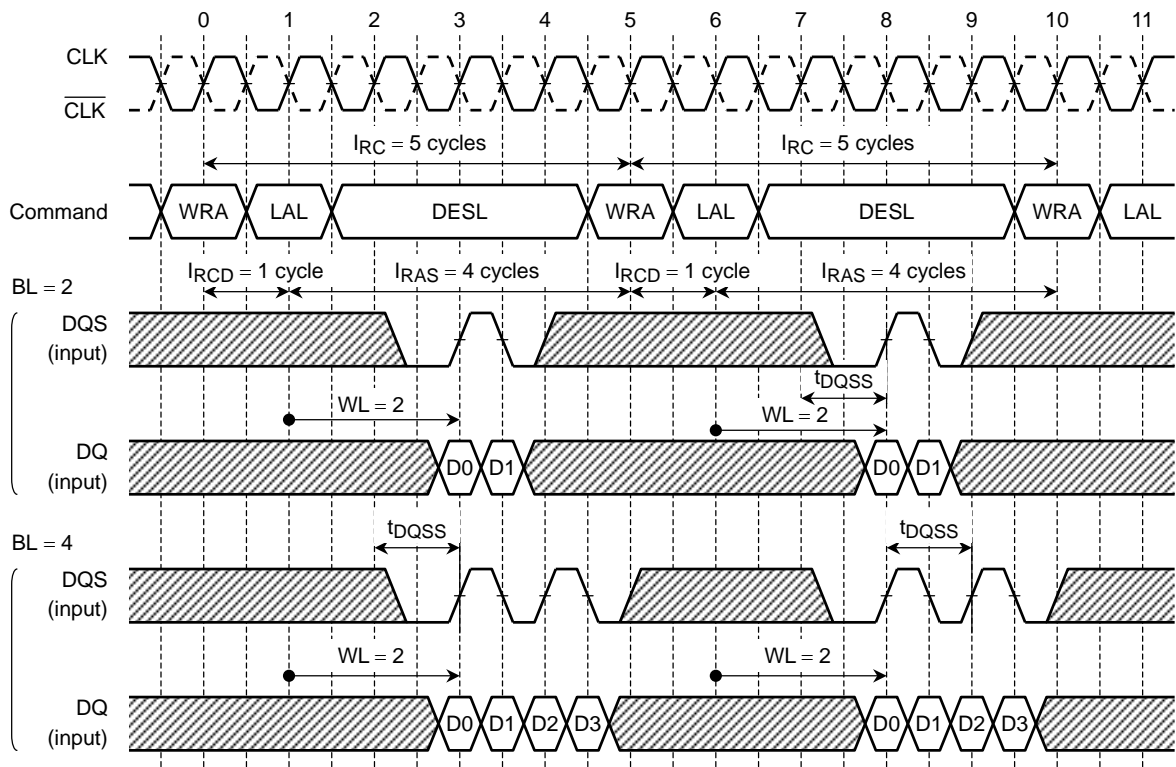 0 1 2 3 4 5 6 7 8 9 10 11
CLK
CLK
IRC = 5 cycles IRC = 5 cycles
Command WRA LAL DESL WRA LAL DESL WRA LAL
IRCD = 1 cycle IRAS = 4 cycles IRCD = 1 cycle IRAS = 4 cycles
BL = 2
DQS
(input)
tDQSS
WL = 2 WL = 2
DQ
(input)
D0 D1 D0 D1
BL = 4
tDQSS tDQSS
DQS
(input)
WL = 2 WL = 2
DQ
(input)
D0 D1 D2 D3 D0 D1 D2 D3